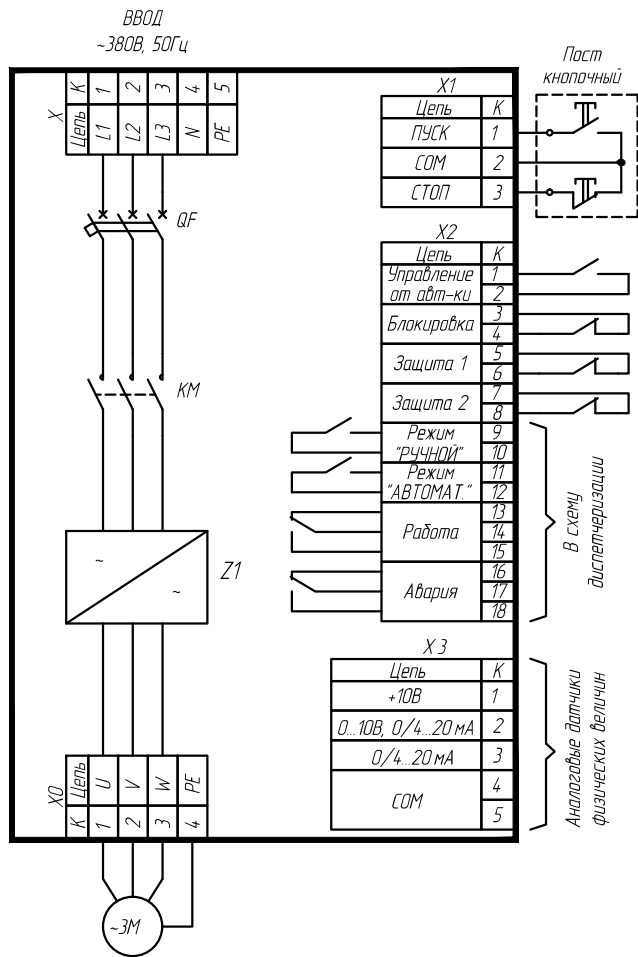 ВВОД
~380В, 50Гц
X
Цепь К
L1 1
L2 2
L3 3
N 4
PE 5
QF
KM
~
~
Z1
X0
К Цепь
1 U
2 V
3 W
4 PE
~3М
X1
Цепь К
ПУСК 1
СОМ 2
СТОП 3
Пост
кнопочный
X2
Цепь К
Управление 1
от авт-ки 2
Блокировка 3
4
Защита 1 5
6
Защита 2 7
8
Режим 9
"РУЧНОЙ" 10
Режим 11
"АВТОМАТ." 12
13
Работа 14
15
16
Авария 17
18
В схему
диспетчеризации
X3
Цепь К
+10В 1
0...10В, 0/4...20 мА 2
0/4...20 мА 3
СОМ 4
5
Аналоговые датчики
физических величин